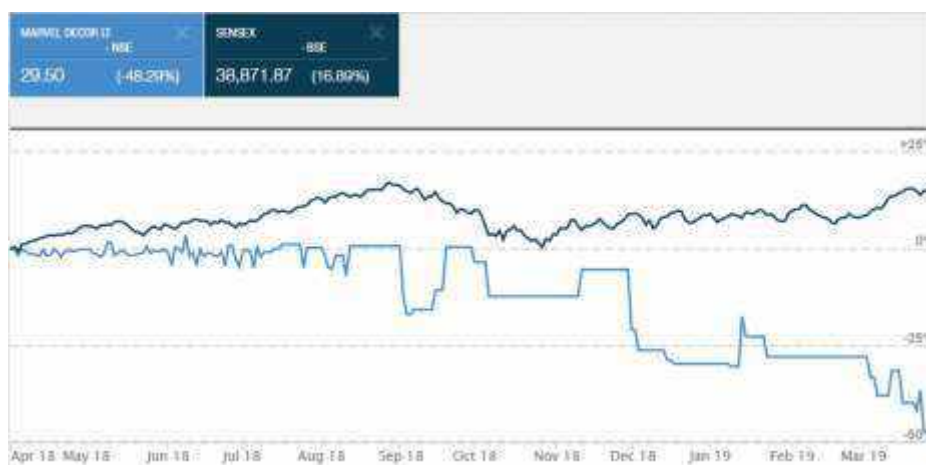 MARVEL DECOR LT
- NSE
29.50 (-48.29%)
SENSEX
- BSE
38,871.87 (16.89%)
+25
0%
-25%
-50%
Apr 18 May 18 Jun 18 Jul 18 Aug 18 Sep 18 Oct 18 Nov 18 Dec 18 Jan 19 Feb 19 Mar 19